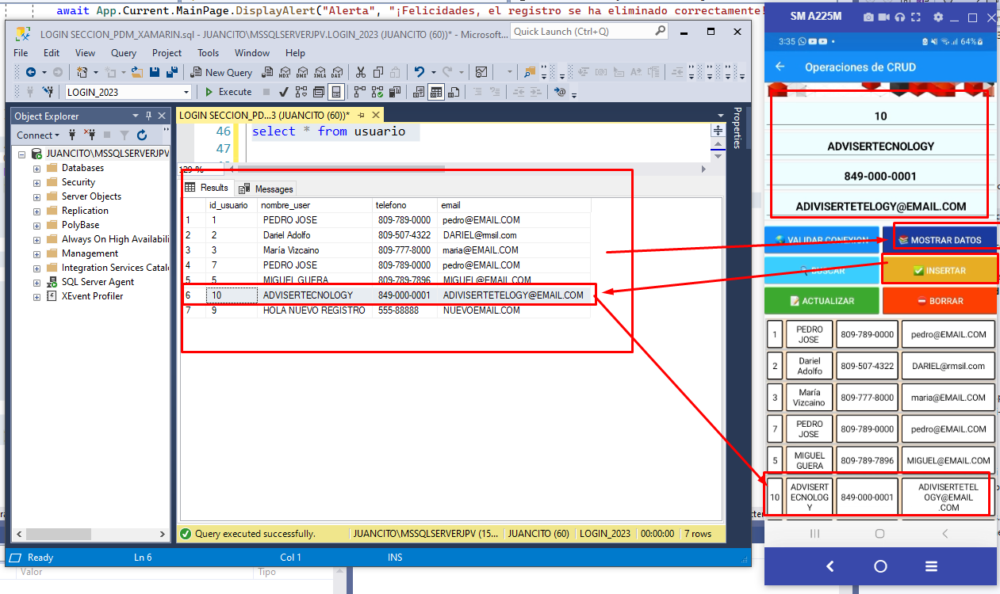 await App.Current.MainPage.DisplayAlert("Alerta", "¡Felicidades, el registro se ha eliminado correctamente!
LOGIN SECCION_PDM_XAMARIN.sql - JUANCITO\MSSQLSERVERJPV.LOGIN_2023 (JUANCITO (60))* - Microsoft...
Quick Launch (Ctrl+Q)
File Edit View Query Project Tools Window Help
New Query
MDX DMX XMLA DAX
LOGIN_2023
Execute
Object Explorer
Connect
JUANCITO\MSSQLSERVERJPV
Databases
Security
Server Objects
Replication
PolyBase
Always On High Availabili
Management
Integration Services Catal
SQL Server Agent
XEvent Profiler
LOGIN SECCION_PD...3 (JUANCITO (60))*
46 select * from usuario
47
129 %
Properties
Results Messages
id_usuario nombre_user telefono email
1 1 PEDRO JOSE 809-789-0000 pedro@EMAIL.COM
2 2 Dariel Adolfo 809-507-4322 DARIEL@rmsil.com
3 3 María Vizcaino 809-777-8000 maria@EMAIL.COM
4 7 PEDRO JOSE 809-789-0000 pedro@EMAIL.COM
5 5 MIGUEL GUERA 809-789-7896 MIGUEL@EMAIL.COM
6 10 ADVISERTECNOLOGY 849-000-0001 ADIVISERTETELOGY@EMAIL.COM
7 9 HOLA NUEVO REGISTRO 555-88888 NUEVOEMAIL.COM
Query executed successfully.
JUANCITO\MSSQLSERVERJPV (15... JUANCITO (60) LOGIN_2023 00:00:00 7 rows
Ready Ln 6 Col 1 INS
Valor Tipo
SM A225M
3:35 64%
Operaciones de CRUD
10
ADVISERTECNOLOGY
849-000-0001
ADIVISERTETELOGY@EMAIL.COM
VALIDAR CONEXION MOSTRAR DATOS
BUSCAR INSERTAR
ACTUALIZAR BORRAR
1 PEDRO JOSE 809-789-0000 pedro@EMAIL.COM
2 Dariel Adolfo 809-507-4322 DARIEL@rmsil.com
3 María Vizcaino 809-777-8000 maria@EMAIL.COM
7 PEDRO JOSE 809-789-0000 pedro@EMAIL.COM
5 MIGUEL GUERA 809-789-7896 MIGUEL@EMAIL.COM
10 ADVISERTECNOLOGY 849-000-0001 ADIVISERTETELOGY@EMAIL.COM